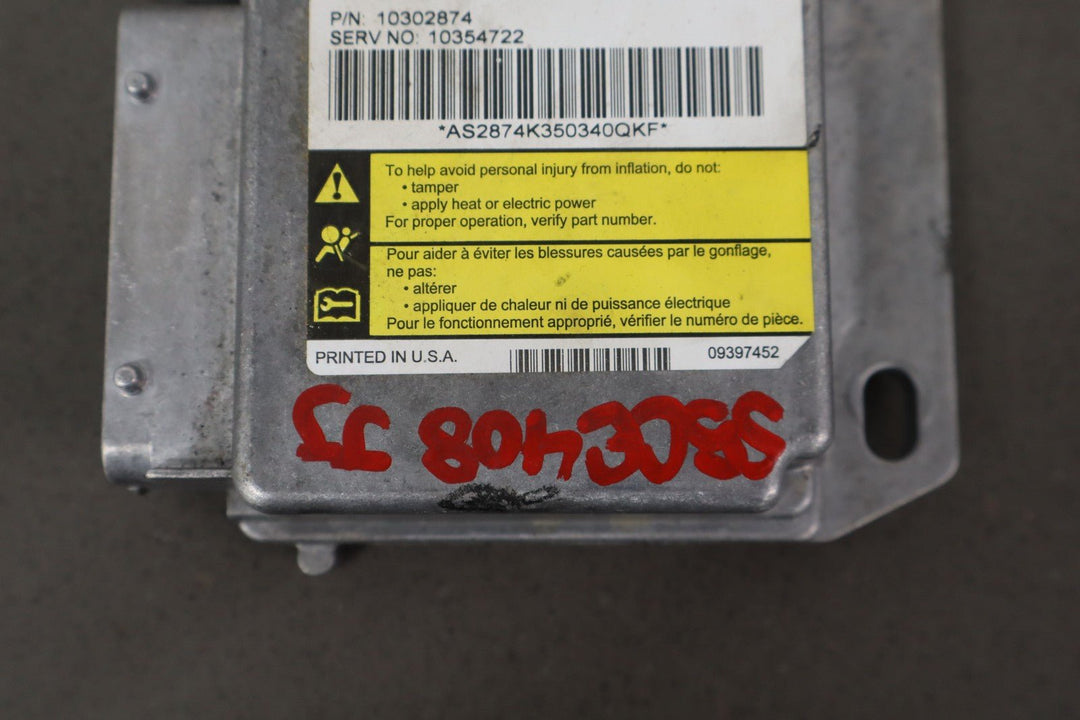 P/N: 10302874
SERV NO: 10354722
*AS2874K350340QKF*
To help avoid personal injury from inflation, do not:
• tamper
• apply heat or electric power
For proper operation, verify part number.
Pour aider à éviter les blessures causées par le gonflage,
ne pas:
• altérer
• appliquer de chaleur ni de puissance électrique
Pour le fonctionnement approprié, vérifier le numéro de pièce.
PRINTED IN U.S.A. 09397452
SBCE408 JJ